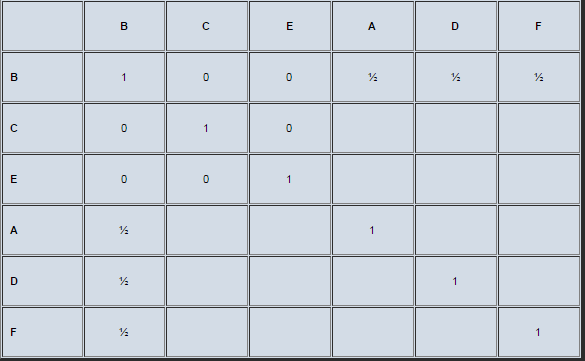 B C E A D F
B 1 0 0 ½ ½ ½
C 0 1 0
E 0 0 1
A ½ 1
D ½ 1
F ½ 1